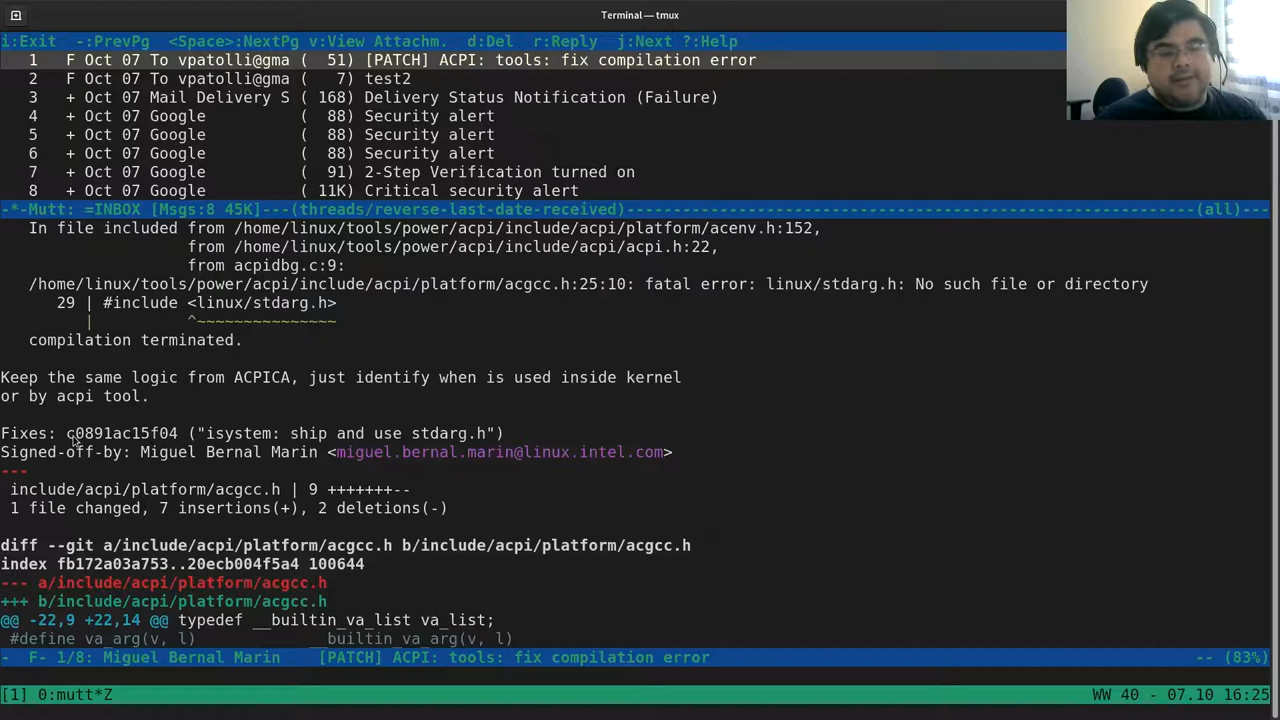 Terminal — tmux
i:Exit  -:PrevPg  <Space>:NextPg v:View Attachm.  d:Del  r:Reply  j:Next ?:Help
1   F Oct 07 To vpatolli@gma (  51) [PATCH] ACPI: tools: fix compilation error
2   F Oct 07 To vpatolli@gma (   7) test2
3   + Oct 07 Mail Delivery S ( 168) Delivery Status Notification (Failure)
4   + Oct 07 Google          (  88) Security alert
5   + Oct 07 Google          (  88) Security alert
6   + Oct 07 Google          (  88) Security alert
7   + Oct 07 Google          (  91) 2-Step Verification turned on
8   + Oct 07 Google          ( 11K) Critical security alert
-*-Mutt: =INBOX [Msgs:8 45K]---(threads/reverse-last-date-received)---(all)---
In file included from /home/linux/tools/power/acpi/include/acpi/platform/acenv.h:152,
from /home/linux/tools/power/acpi/include/acpi/acpi.h:22,
from acpidbg.c:9:
/home/linux/tools/power/acpi/include/acpi/platform/acgcc.h:25:10: fatal error: linux/stdarg.h: No such file or directory
29 | #include <linux/stdarg.h>
|          ^~~~~~~~~~~~~~~~
compilation terminated.
Keep the same logic from ACPICA, just identify when is used inside kernel
or by acpi tool.
Fixes: c0891ac15f04 ("isystem: ship and use stdarg.h")
Signed-off-by: Miguel Bernal Marin <miguel.bernal.marin@linux.intel.com>
---
include/acpi/platform/acgcc.h | 9 +++++++--
1 file changed, 7 insertions(+), 2 deletions(-)
diff --git a/include/acpi/platform/acgcc.h b/include/acpi/platform/acgcc.h
index fb172a03a753..20ecb004f5a4 100644
--- a/include/acpi/platform/acgcc.h
+++ b/include/acpi/platform/acgcc.h
@@ -22,9 +22,14 @@ typedef __builtin_va_list va_list;
#define va_arg(v, l)            __builtin_va_arg(v, l)
-  F- 1/8: Miguel Bernal Marin    [PATCH] ACPI: tools: fix compilation error -- (83%)
[1] 0:mutt*Z WW 40 - 07.10 16:25